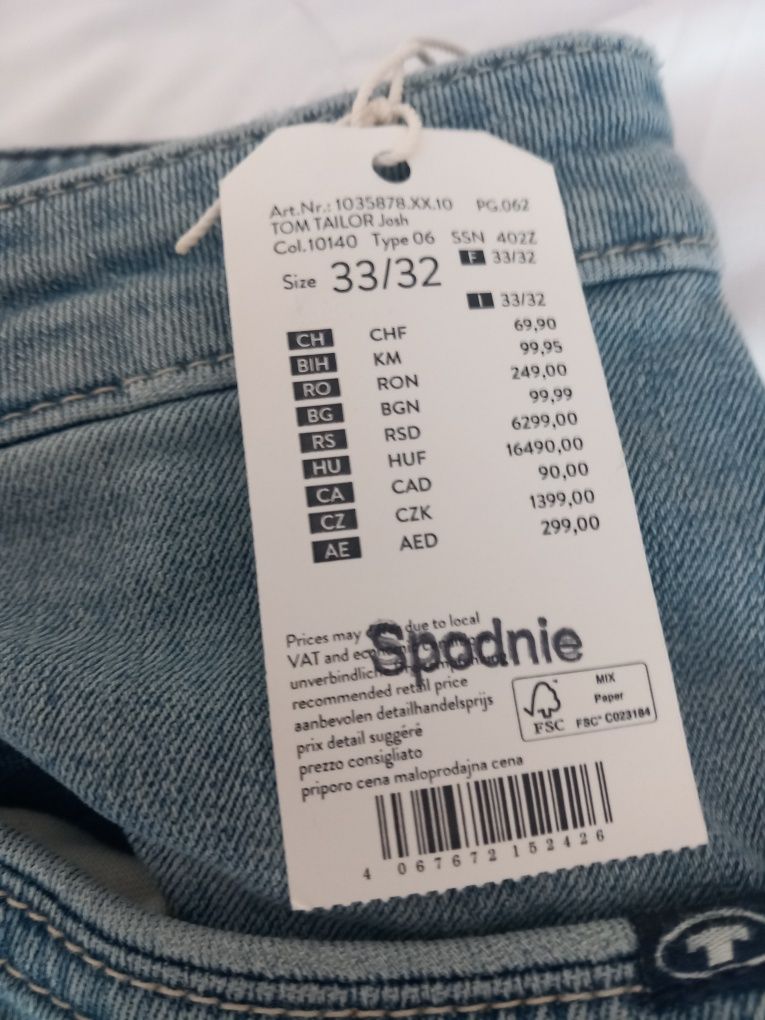 Art.Nr.: 1035878.XX.10 PG.062
TOM TAILOR Josh
Col.10140 Type 06 SSN 402Z
Size 33/32 F 33/32
I 33/32
CH CHF 69,90
BIH KM 99,95
RO RON 249,00
BG BGN 99,99
RS RSD 6299,00
HU HUF 16490,00
CA CAD 90,00
CZ CZK 1399,00
AE AED 299,00
Prices may due to local
VAT and
Spodnie
unverbindlich
recommended retail price
aanbevolen detailhandelsprijs
prix detail suggéré
prezzo consigliato
priporo cena maloprodajna cena
MIX
Paper
FSC FSC® C023184
4 067672 152426
T